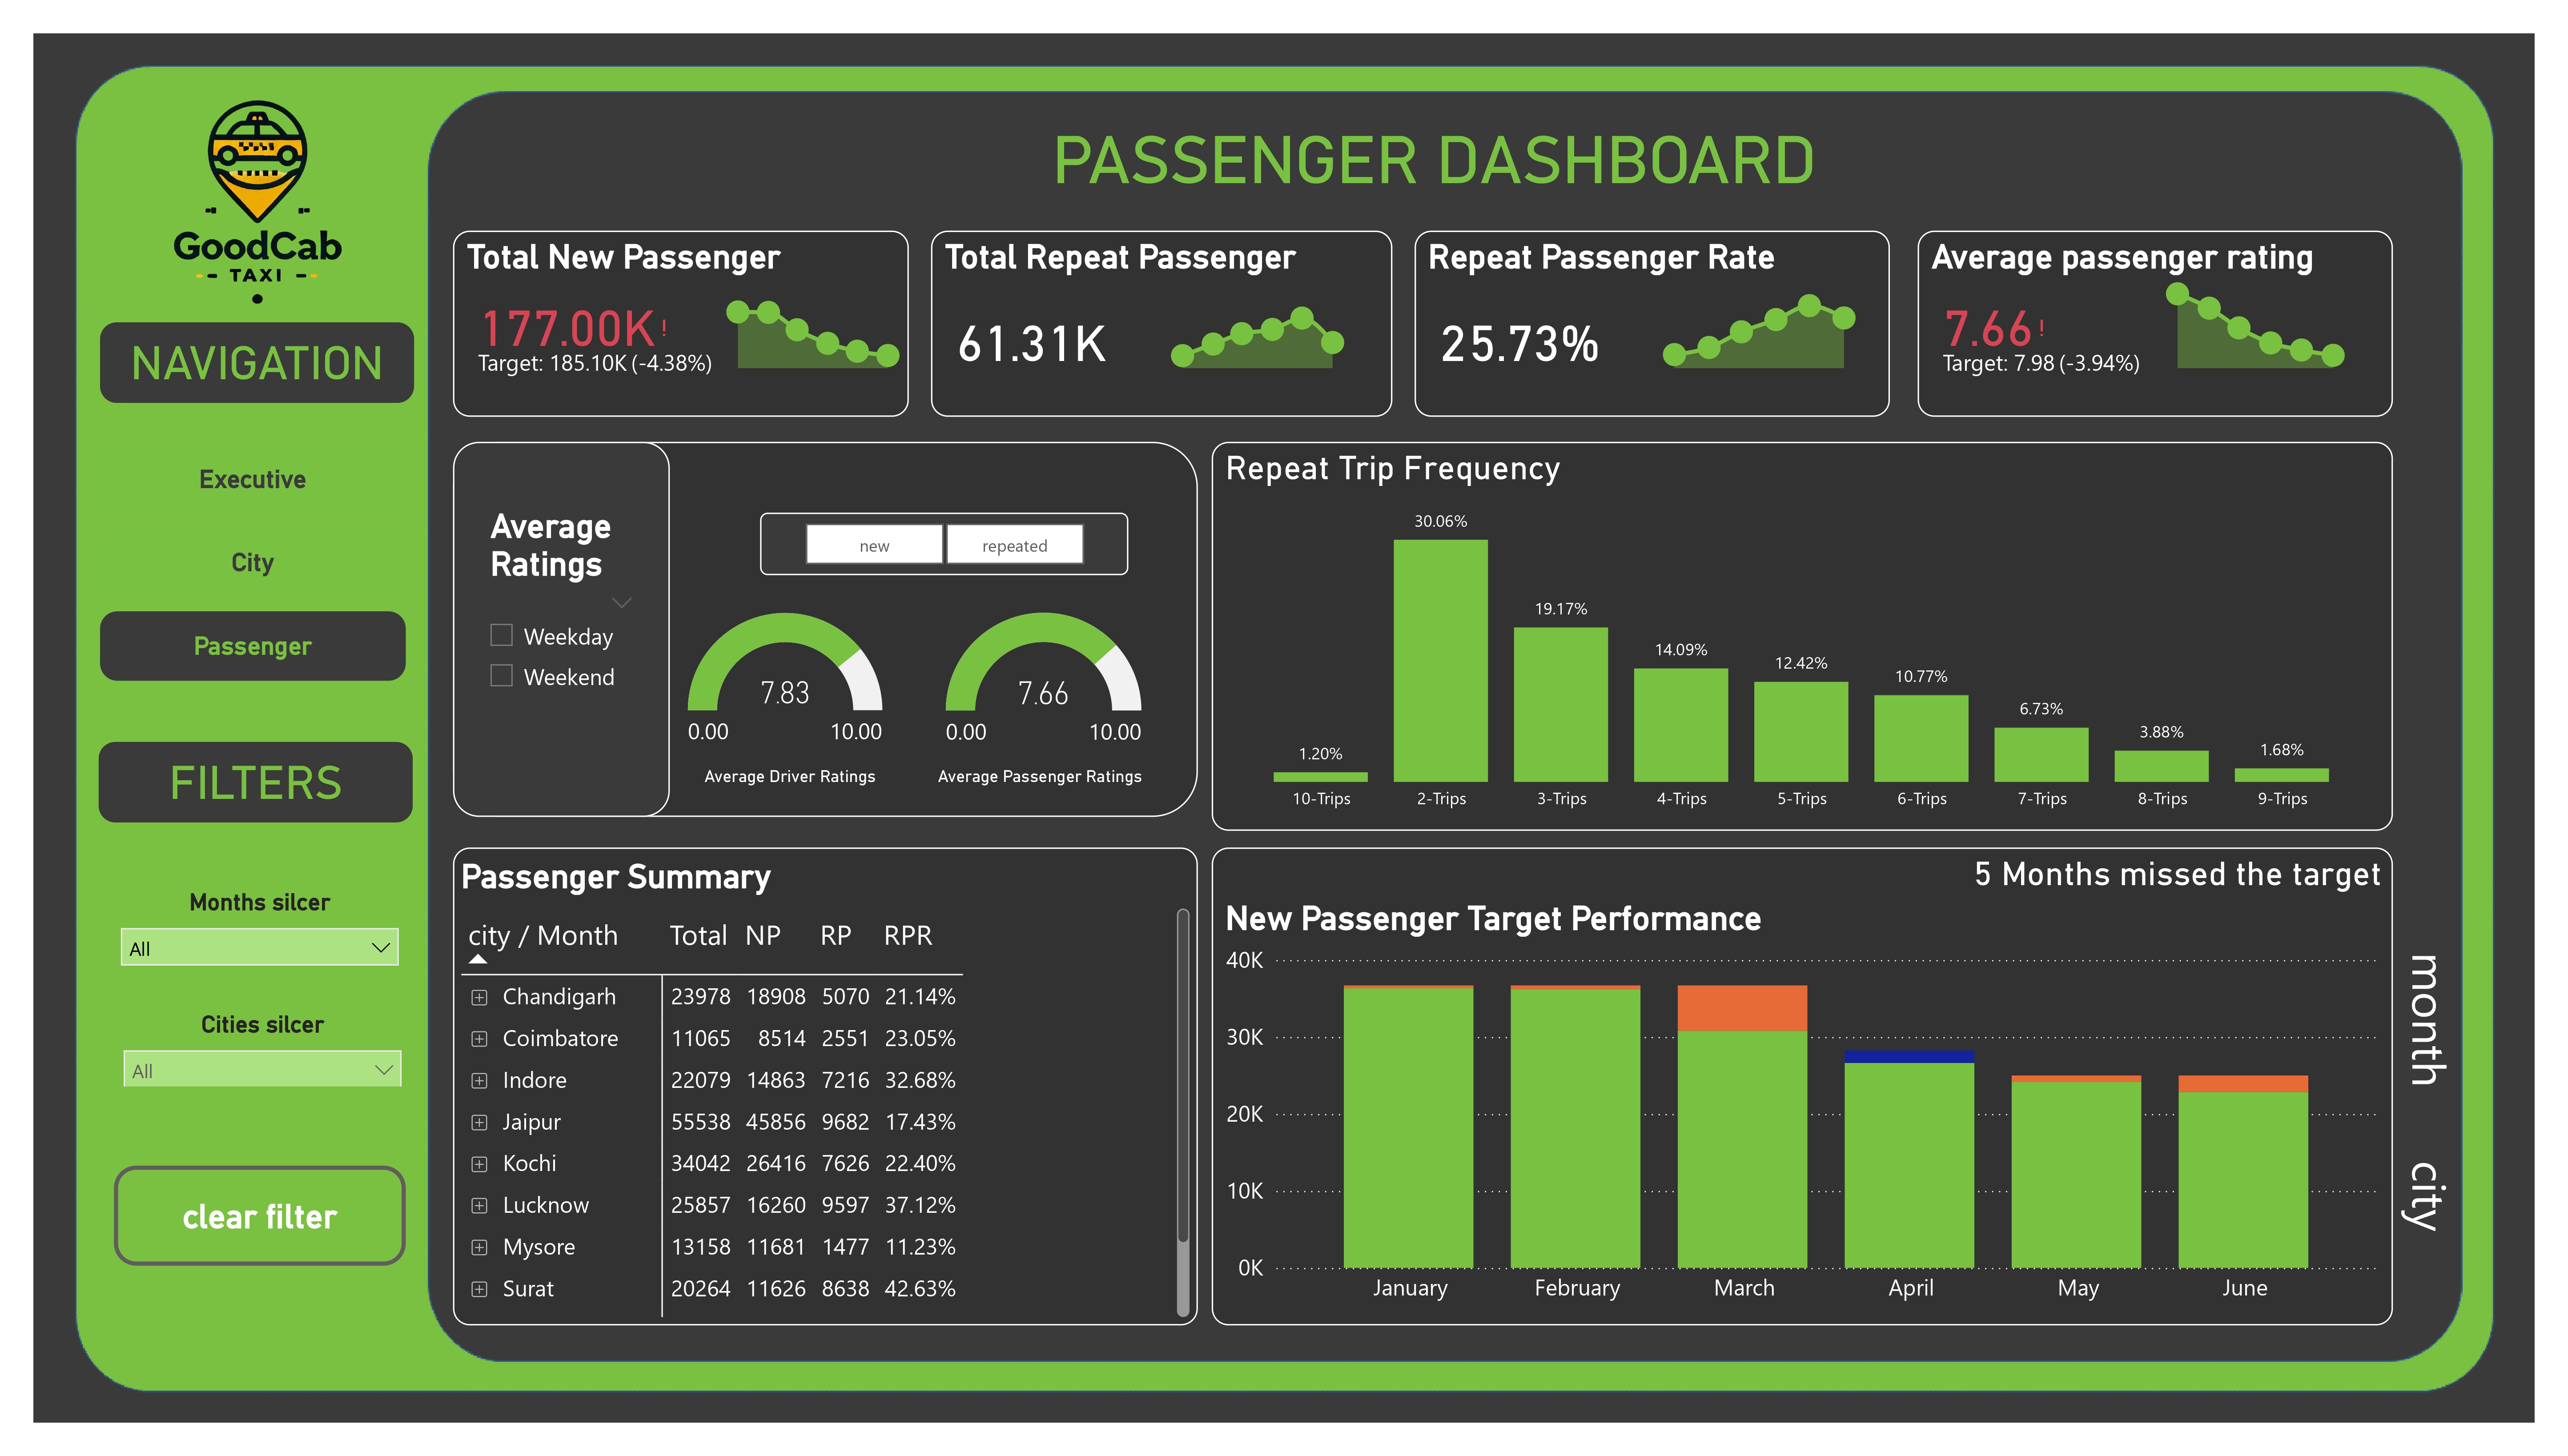 GoodCab
TAXI
NAVIGATION
Executive
City
Passenger
FILTERS
Months silcer
All
Cities silcer
All
clear filter
PASSENGER DASHBOARD
Total New Passenger
177.00K!
Target: 185.10K (-4.38%)
Total Repeat Passenger
61.31K
Repeat Passenger Rate
25.73%
Average passenger rating
7.66!
Target: 7.98 (-3.94%)
Average
Ratings
Weekday
Weekend
new repeated
7.83
0.00 10.00
Average Driver Ratings
7.66
0.00 10.00
Average Passenger Ratings
Repeat Trip Frequency
1.20% 30.06% 19.17% 14.09% 12.42% 10.77% 6.73% 3.88% 1.68%
10-Trips 2-Trips 3-Trips 4-Trips 5-Trips 6-Trips 7-Trips 8-Trips 9-Trips
Passenger Summary
city / Month Total NP RP RPR
Chandigarh 23978 18908 5070 21.14%
Coimbatore 11065 8514 2551 23.05%
Indore 22079 14863 7216 32.68%
Jaipur 55538 45856 9682 17.43%
Kochi 34042 26416 7626 22.40%
Lucknow 25857 16260 9597 37.12%
Mysore 13158 11681 1477 11.23%
Surat 20264 11626 8638 42.63%
5 Months missed the target
New Passenger Target Performance
40K
30K
20K
10K
0K
January February March April May June
month
city